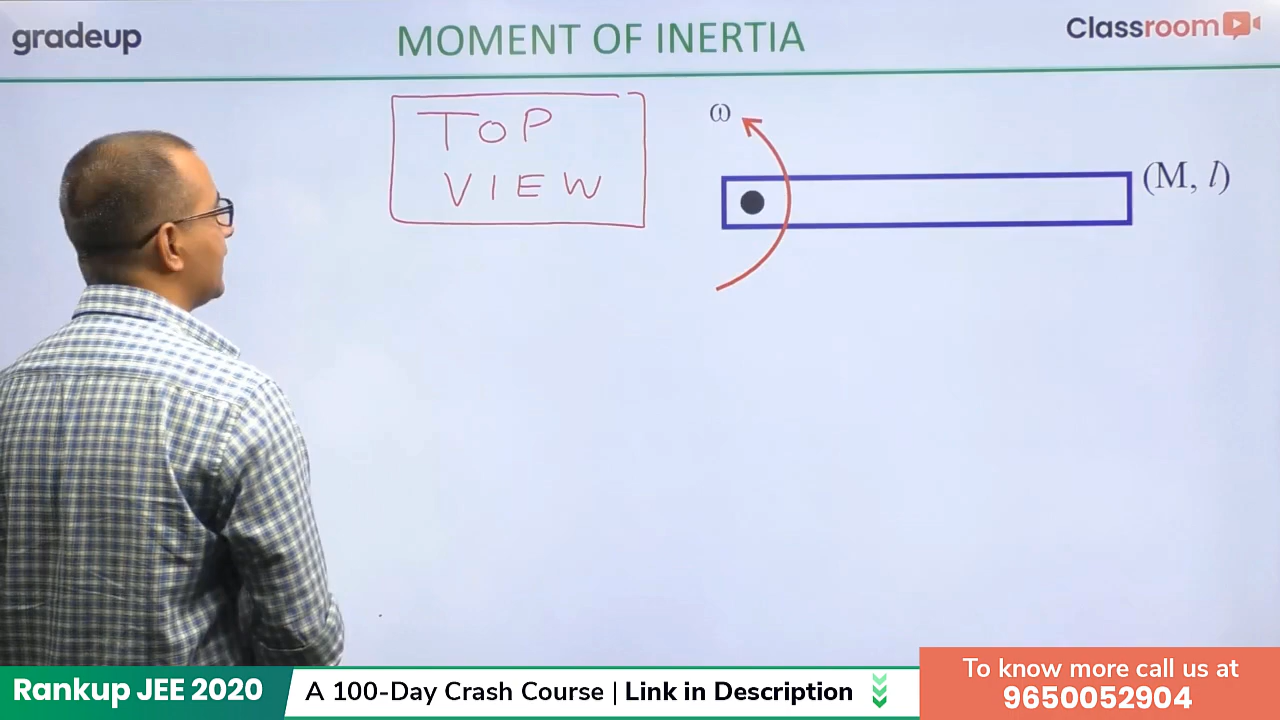 gradeup
MOMENT OF INERTIA
Classroom
TOP
VIEW
ω
(M, l)
Rankup JEE 2020
A 100-Day Crash Course | Link in Description
To know more call us at
9650052904